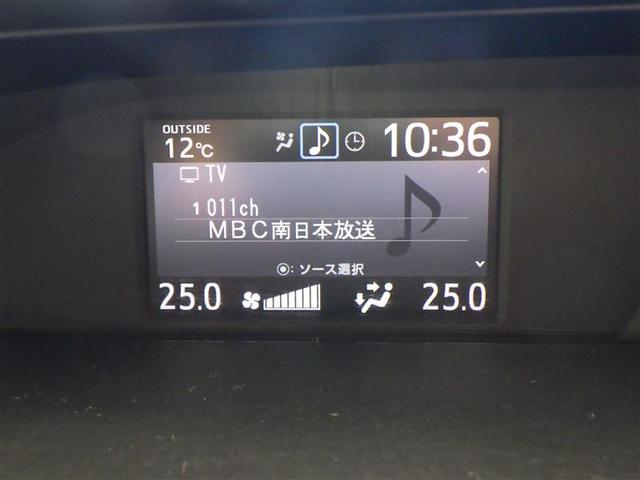 OUTSIDE
12℃
10:36
TV
1 011ch
MBC南日本放送
◉: ソース選択
25.0
25.0